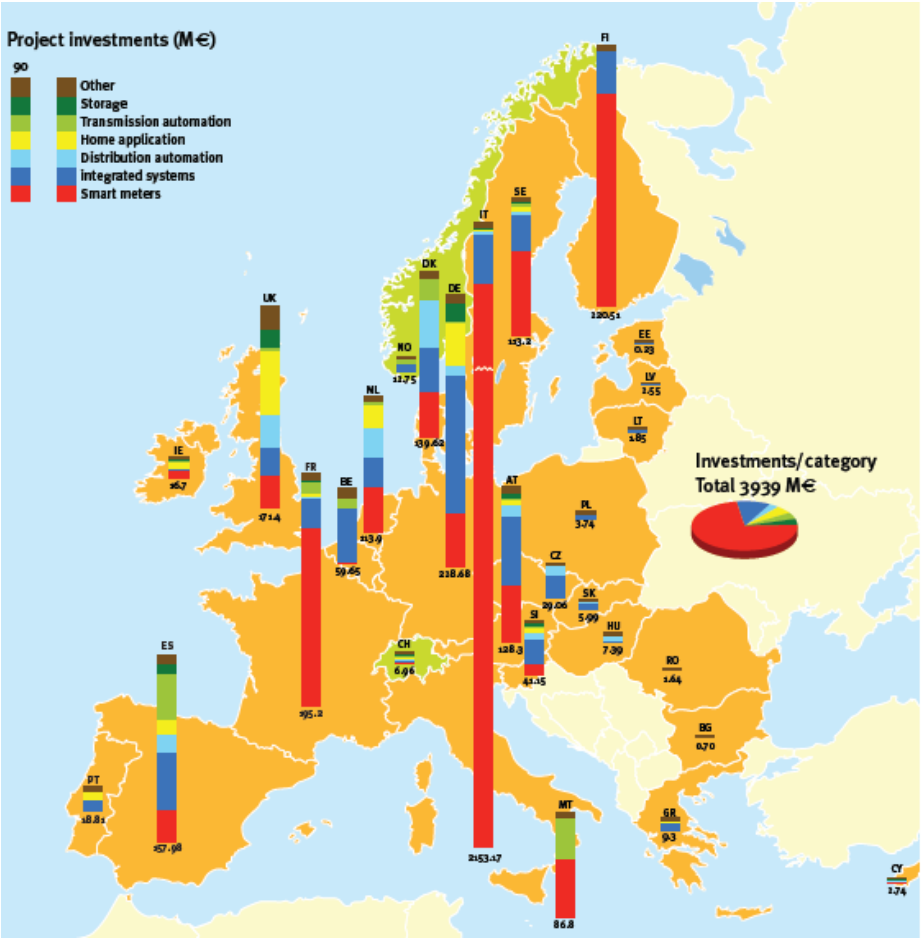 Project investments (M€)
90
Other
Storage
Transmission automation
Home application
Distribution automation
integrated systems
Smart meters
FI
220.51
SE
113.2
IT
2153.17
DK
139.62
DE
228.68
UK
171.4
NO
12.75
NL
113.9
EE
0.23
LV
1.55
LT
1.85
IE
16.7
FR
195.2
BE
59.65
AT
128.3
PL
3.74
Investments/category
Total 3939 M€
CZ
29.06
SK
5.99
SI
41.15
HU
7.39
CH
6.96
ES
157.98
RO
1.64
BG
0.70
PT
18.81
MT
86.8
GR
9.3
CY
2.74